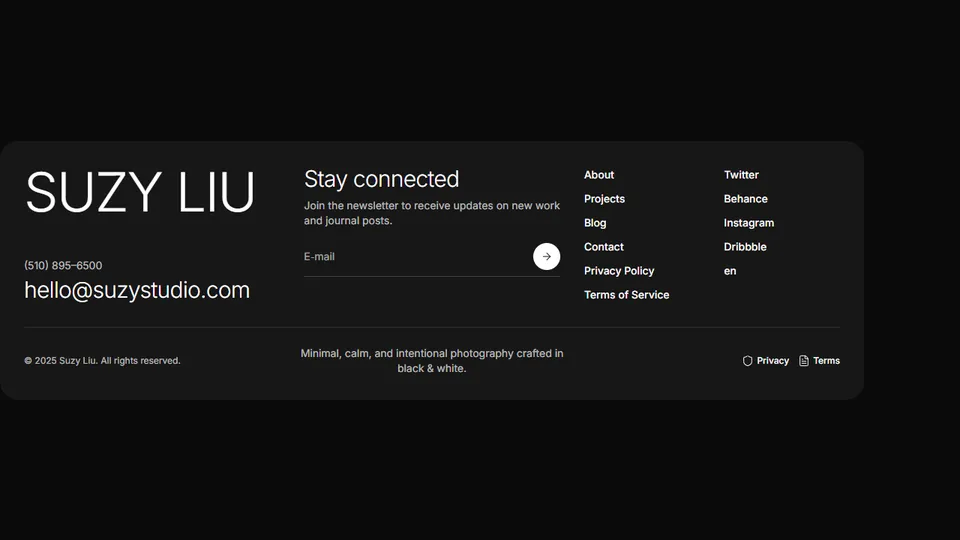 SUZY LIU
(510) 895–6500
hello@suzystudio.com
Stay connected
Join the newsletter to receive updates on new work
and journal posts.
E-mail
About
Projects
Blog
Contact
Privacy Policy
Terms of Service
Twitter
Behance
Instagram
Dribbble
en
© 2025 Suzy Liu. All rights reserved.
Minimal, calm, and intentional photography crafted in
black & white.
Privacy
Terms